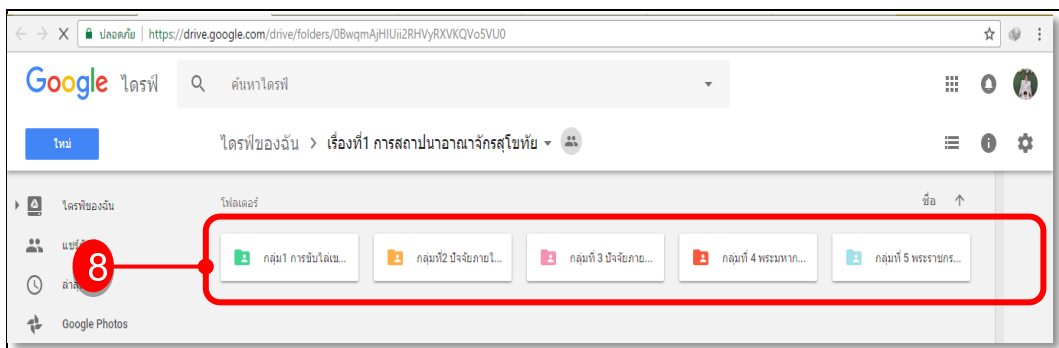 ปลอดภัย | https://drive.google.com/drive/folders/0BwqmAjHIUii2RHVyRXVKQVo5VU0
Google ไดรฟ์ ค้นหาไดรฟ์
ใหม่ ไดรฟ์ของฉัน > เรื่องที่1 การสถาปนาอาณาจักรสุโขทัย
ไดรฟ์ของฉัน โฟลเดอร์ ชื่อ
8
กลุ่ม1 การขับไล่เข... กลุ่มที่2 ปัจจัยภายใ... กลุ่มที่ 3 ปัจจัยภาย... กลุ่มที่ 4 พระมหาก... กลุ่มที่ 5 พระราชกร...
Google Photos